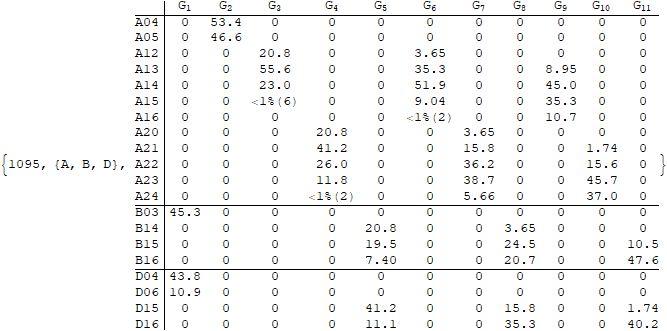 G1 G2 G3 G4 G5 G6 G7 G8 G9 G10 G11
A04 0 53.4 0 0 0 0 0 0 0 0 0
A05 0 46.6 0 0 0 0 0 0 0 0 0
A12 0 0 20.8 0 0 3.65 0 0 0 0 0
A13 0 0 55.6 0 0 35.3 0 0 8.95 0 0
A14 0 0 23.0 0 0 51.9 0 0 45.0 0 0
A15 0 0 <1%(6) 0 0 9.04 0 0 35.3 0 0
A16 0 0 0 0 0 <1%(2) 0 0 10.7 0 0
A20 0 0 0 20.8 0 0 3.65 0 0 0 0
A21 0 0 0 41.2 0 0 15.8 0 0 1.74 0
{1095, {A, B, D}, A22 0 0 0 26.0 0 0 36.2 0 0 15.6 0 }
A23 0 0 0 11.8 0 0 38.7 0 0 45.7 0
A24 0 0 0 <1%(2) 0 0 5.66 0 0 37.0 0
B03 45.3 0 0 0 0 0 0 0 0 0 0
B14 0 0 0 0 20.8 0 0 3.65 0 0 0
B15 0 0 0 0 19.5 0 0 24.5 0 0 10.5
B16 0 0 0 0 7.40 0 0 20.7 0 0 47.6
D04 43.8 0 0 0 0 0 0 0 0 0 0
D06 10.9 0 0 0 0 0 0 0 0 0 0
D15 0 0 0 0 41.2 0 0 15.8 0 0 1.74
D16 0 0 0 0 11.1 0 0 35.3 0 0 40.2